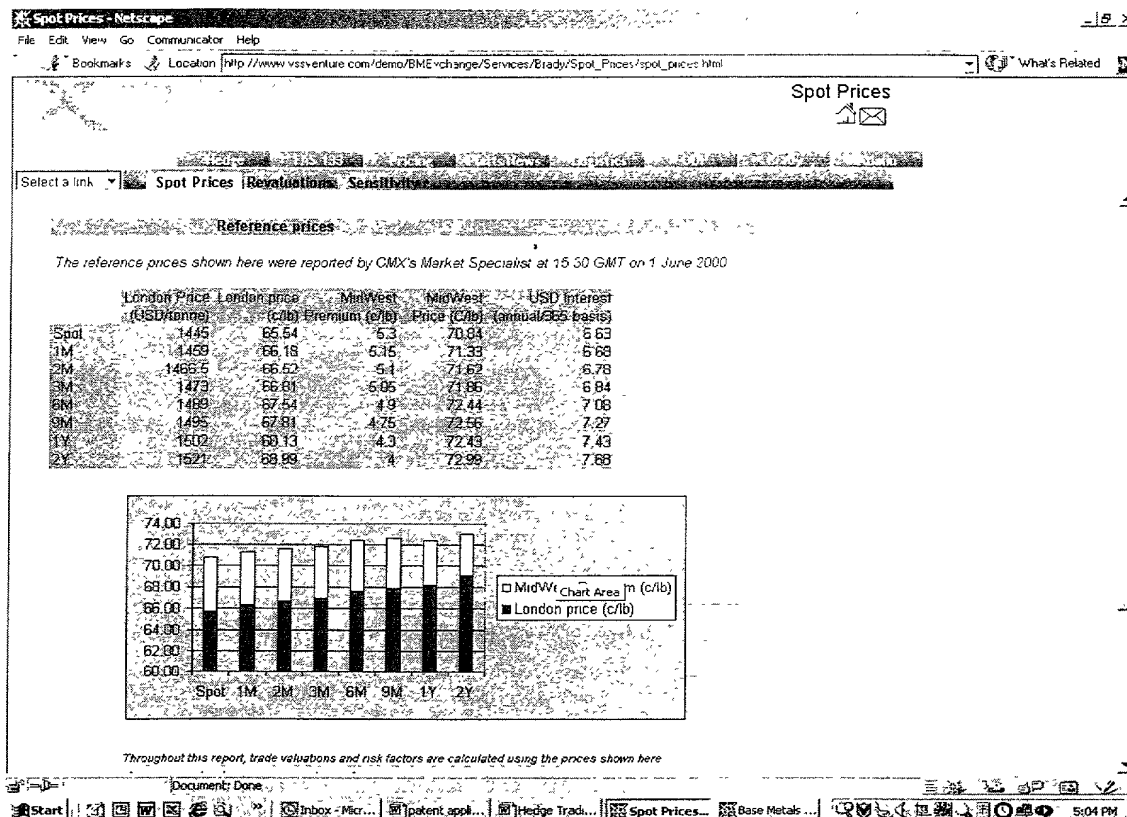 Spot Prices - Netscape
File Edit View Go Communicator Help
Bookmarks Location http://www.vssventure.com/demo/BMExchange/Services/Brady/Spot_Prices/spot_prices.html What's Related
Spot Prices
Select a link Spot Prices Revaluations Sensitivity
Reference prices
The reference prices shown here were reported by CMX's Market Specialist at 15 30 GMT on 1 June 2000
London Price London price MidWest MidWest USD Interest
(USD/tonne) (c/lb) Premium (c/lb) Price (C/lb) (annual/365 basis)
Spot 1445 65.54 5.3 70.84 6.63
1M 1459 66.18 5.15 71.33 6.68
2M 1466.5 66.52 5.1 71.62 6.78
3M 1473 66.81 5.05 71.86 6.84
6M 1489 67.54 4.9 72.44 7.08
9M 1495 67.81 4.75 72.56 7.27
1Y 1502 68.13 4.3 72.43 7.43
2Y 1521 68.99 4 72.99 7.68
74.00
72.00
70.00
68.00
66.00
64.00
62.00
60.00
Spot 1M 2M 3M 6M 9M 1Y 2Y
MidWe Chart Area m (c/lb)
London price (c/lb)
Throughout this report, trade valuations and risk factors are calculated using the prices shown here
Document: Done
Start Inbox - Micr... patent appli... Hedge Tradi... Spot Prices... Base Metals ... 5:04 PM